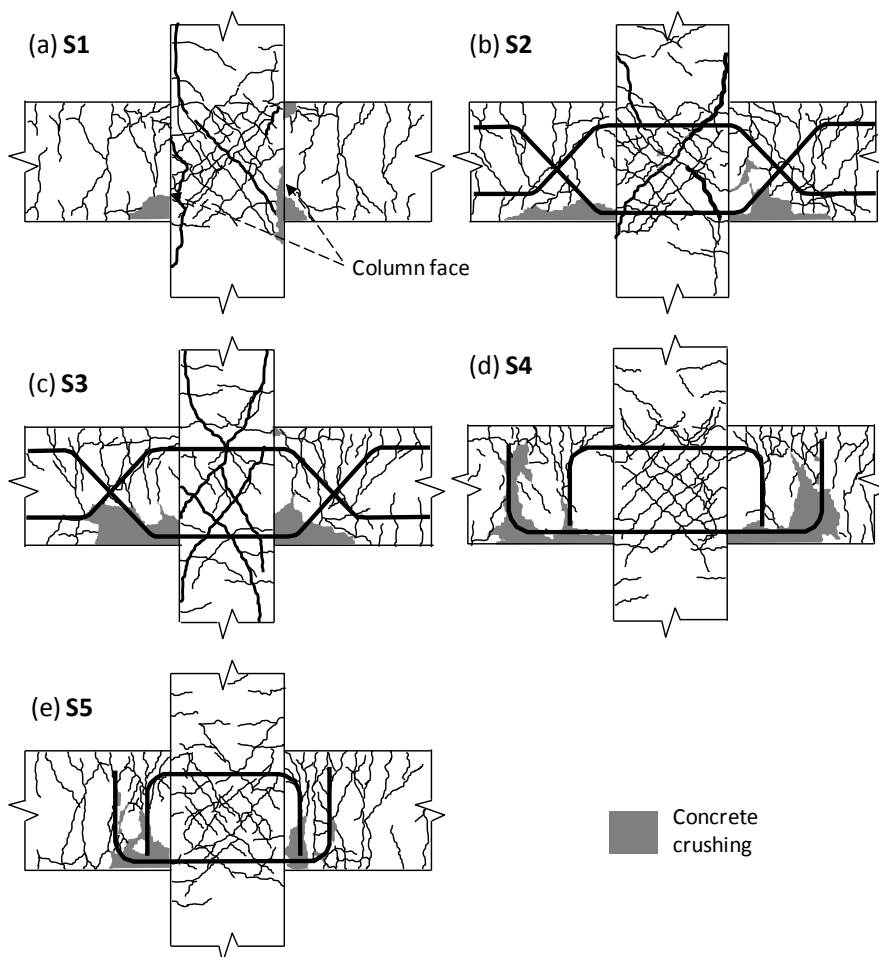 (a) S1
(b) S2
Column face
(c) S3
(d) S4
(e) S5
Concrete
crushing